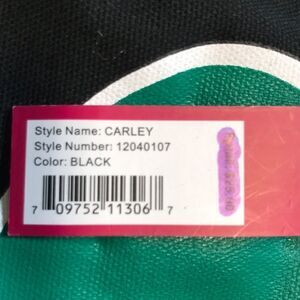 Style Name: CARLEY
Style Number: 12040107
Color: BLACK
7 09752 11306 7